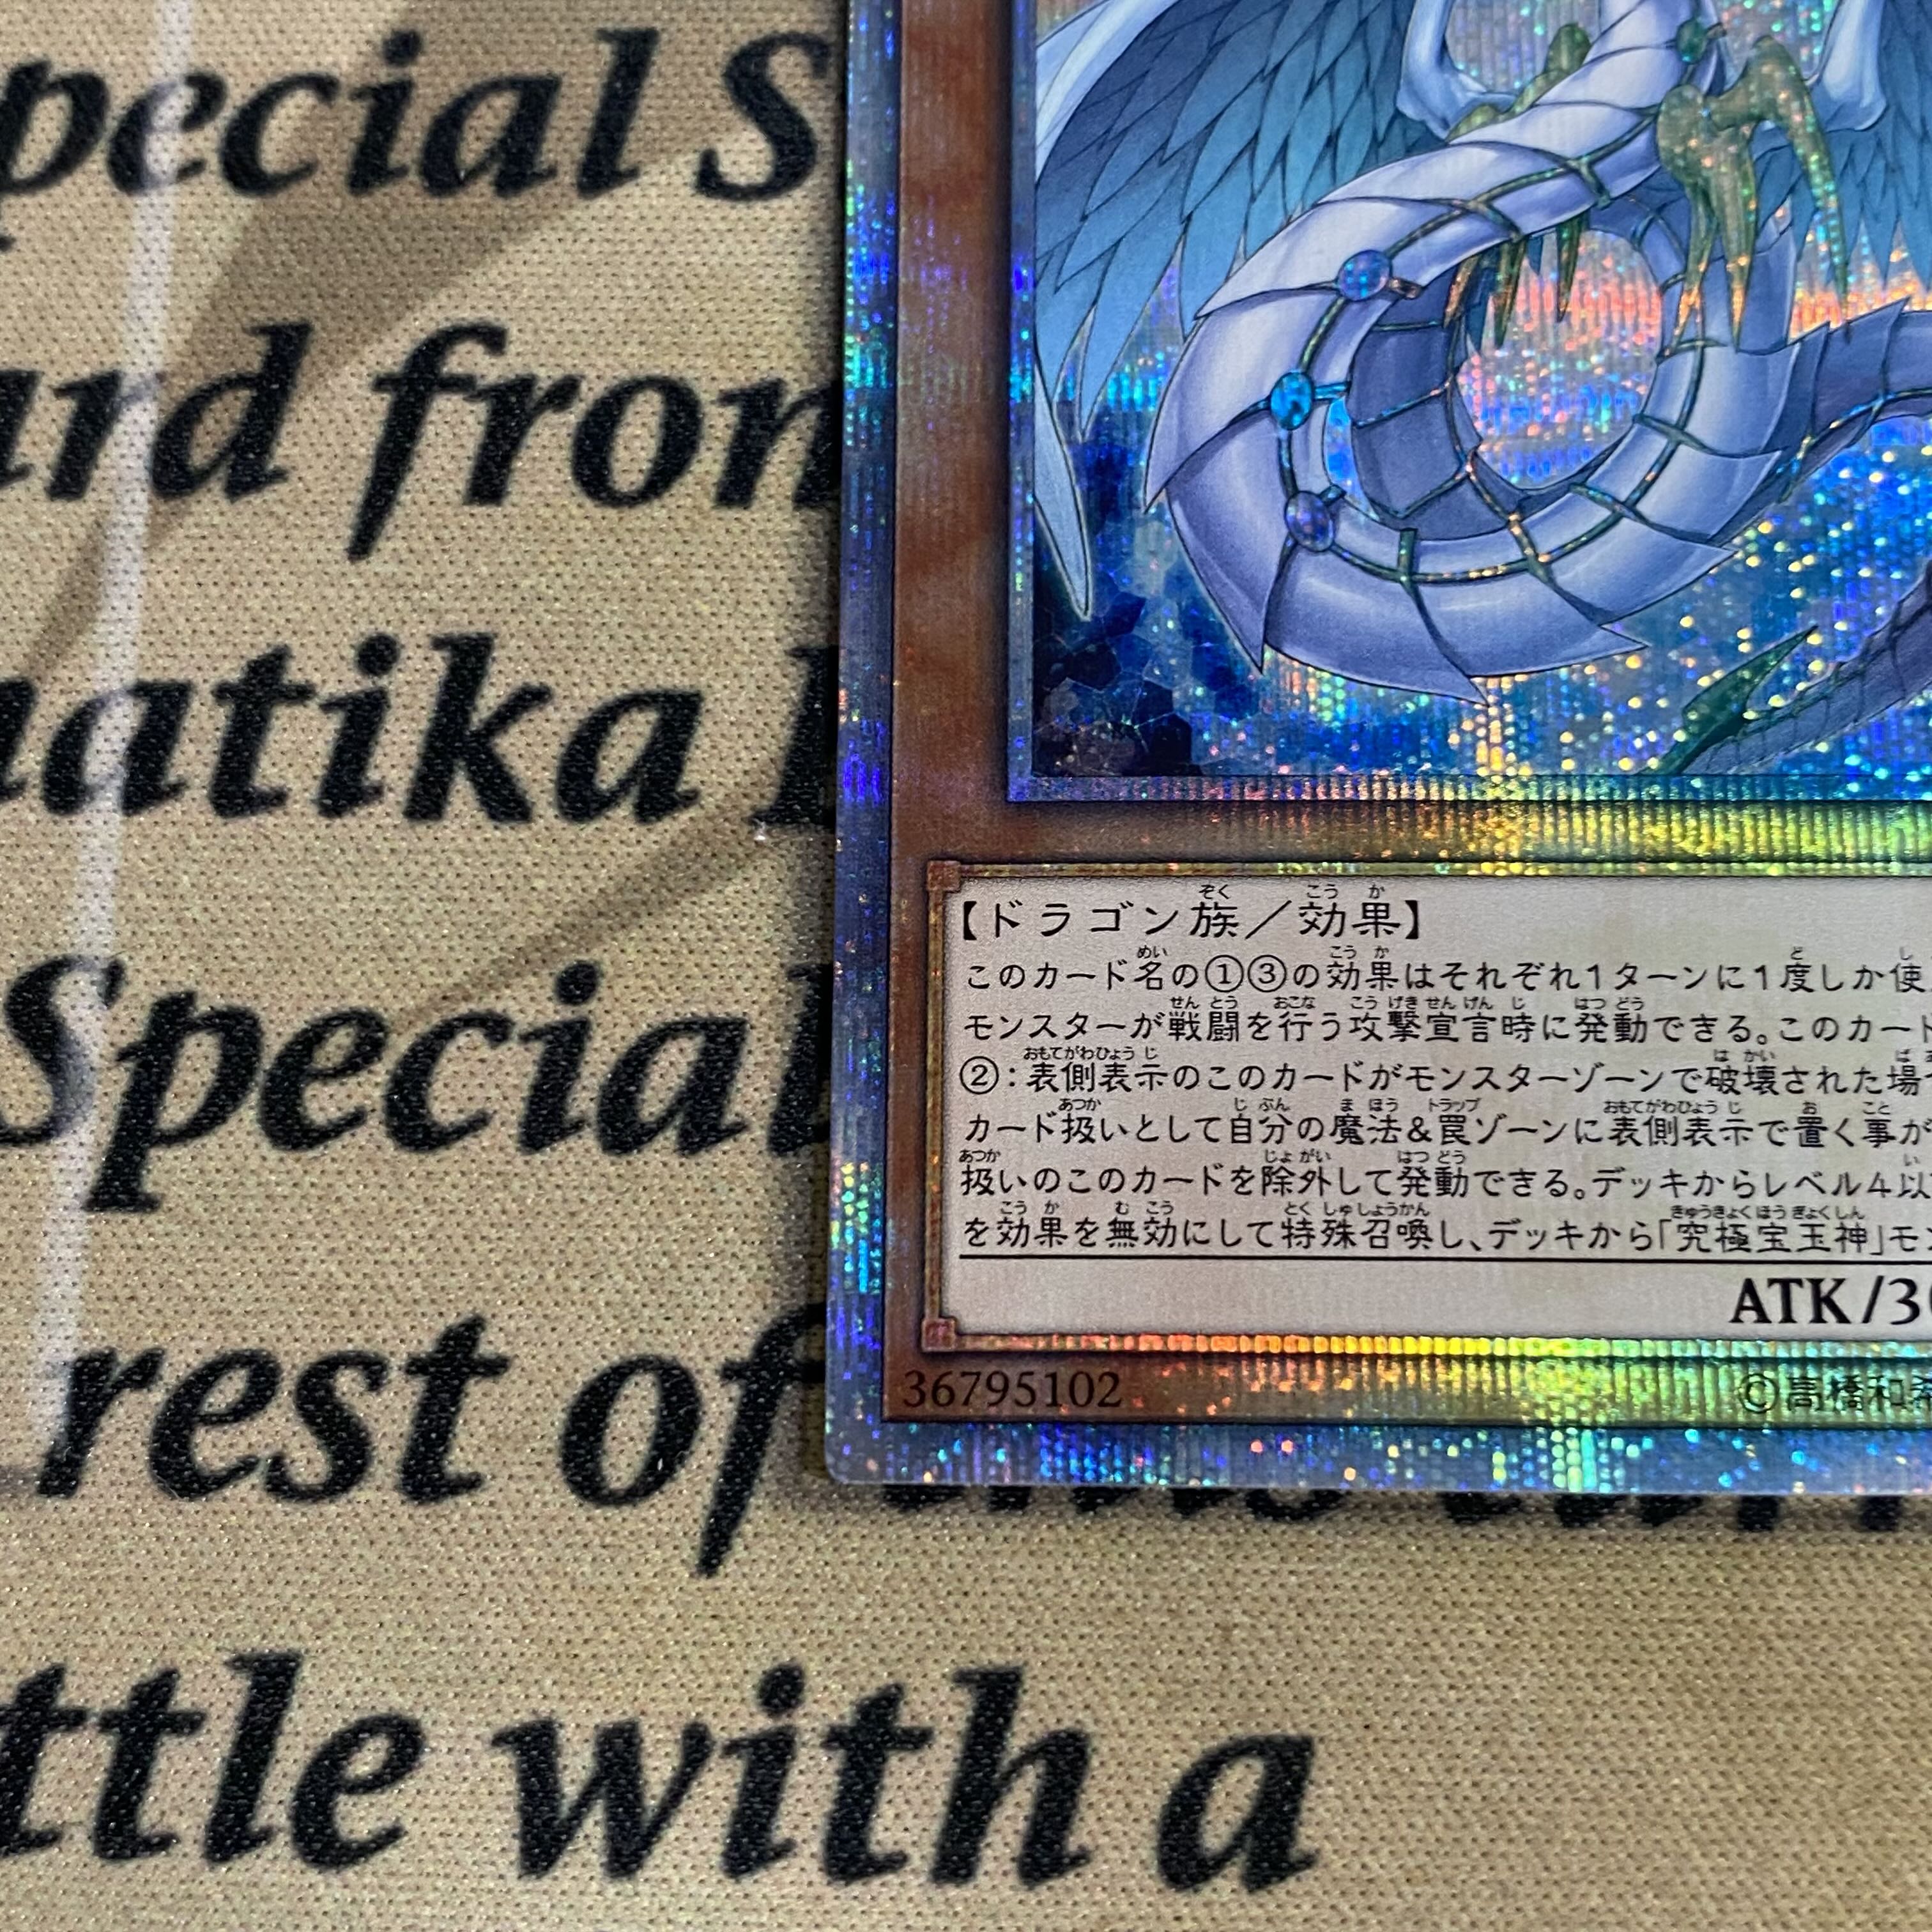 pecial S
ard from
matika
Special
rest of
ttle with a
【ドラゴン族/効果】
このカード名の①③の効果はそれぞれ1ターンに1度しか使
モンスターが戦闘を行う攻撃宣言時に発動できる。このカード
②:表側表示のこのカードがモンスターゾーンで破壊された場
カード扱いとして自分の魔法&罠ゾーンに表側表示で置く事が
扱いのこのカードを除外して発動できる。デッキからレベル4以
を効果を無効にして特殊召喚し、デッキから「究極宝玉神」モン
ATK/30
36795102
©高橋和希